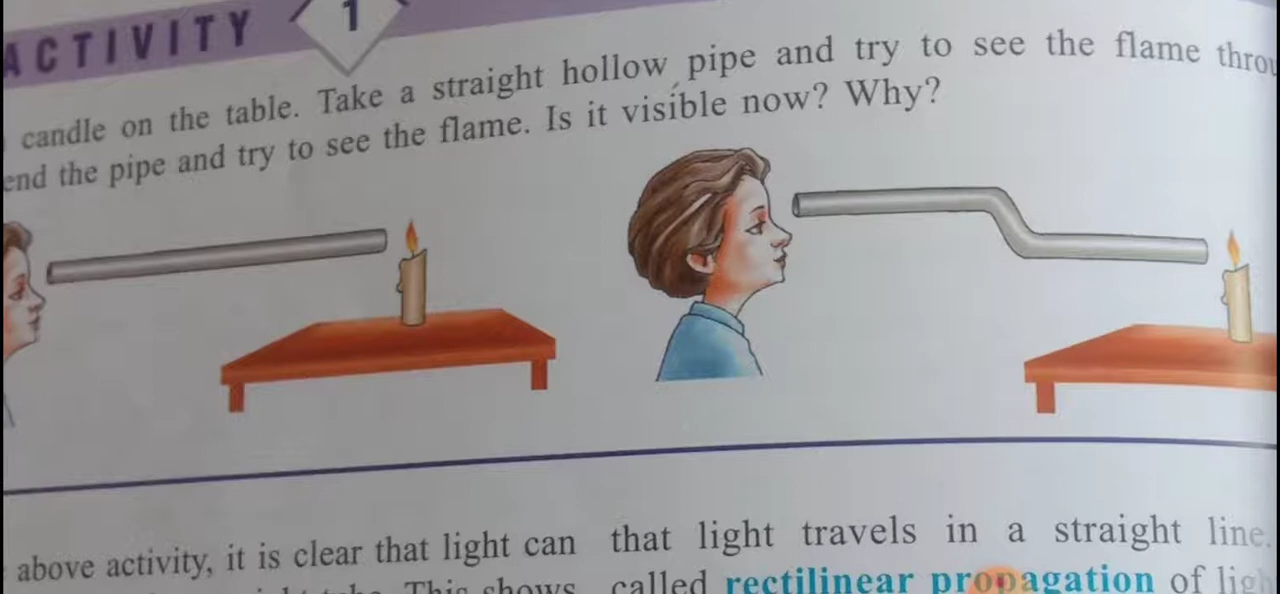 ACTIVITY 1
candle on the table. Take a straight hollow pipe and try to see the flame
the pipe and try to see the flame. Is it visible now? Why?
above activity, it is clear that light can
This shows
that light travels in a straight line.
called rectilinear propagation of